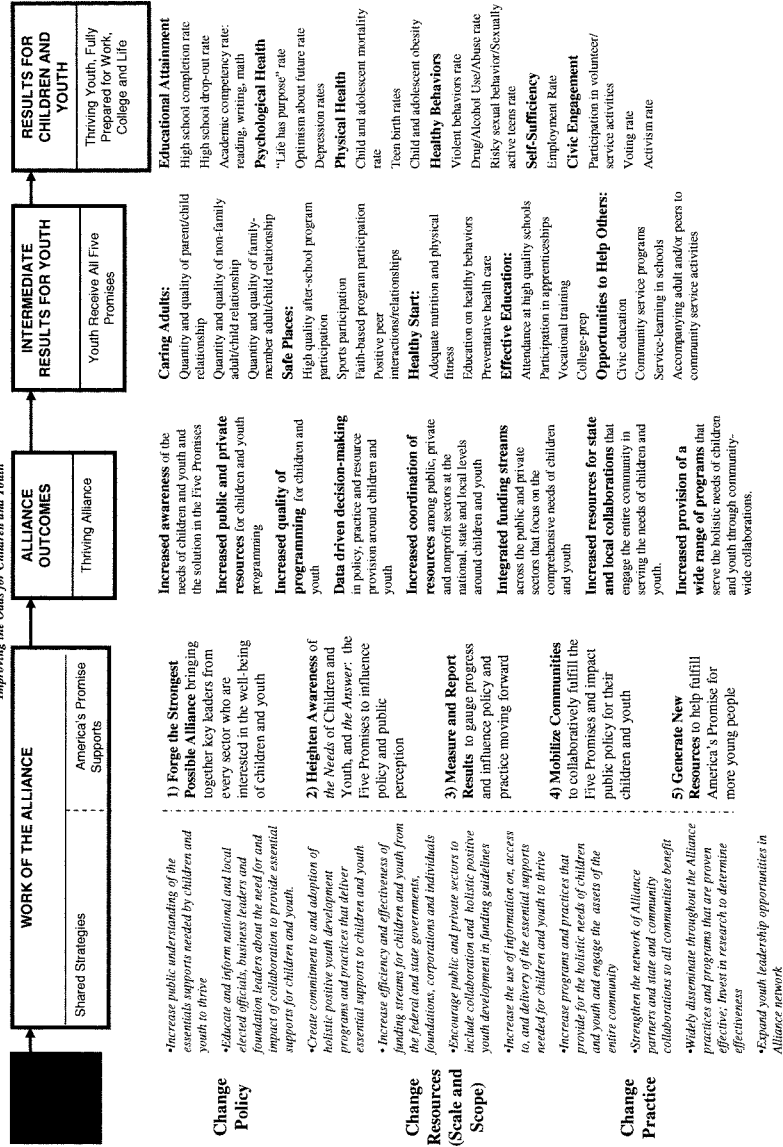 Improving the Odds for Children and Youth
WORK OF THE ALLIANCE
Shared Strategies
America's Promise
Supports
ALLIANCE
OUTCOMES
Thriving Alliance
INTERMEDIATE
RESULTS FOR YOUTH
Youth Receive All Five
Promises
RESULTS FOR
CHILDREN AND
YOUTH
Thriving Youth, Fully
Prepared for Work,
College and Life
Change
Policy
Change
Resources
(Scale and
Scope)
Change
Practice
•Increase public understanding of the
essentials supports needed by children and
youth to thrive
•Educate and inform national and local
elected officials, business leaders and
foundation leaders about the need for and
impact of collaboration to provide essential
supports for children and youth.
•Create commitment to and adoption of
holistic positive youth development
programs and practices that deliver
essential supports to children and youth
• Increase efficiency and effectiveness of
funding streams for children and youth from
the federal and state governments,
foundations, corporations and individuals
•Encourage public and private sectors to
include collaboration and holistic positive
youth development in funding guidelines
•Increase the use of information on, access
to, and delivery of the essential supports
needed for children and youth to thrive
•Increase programs and practices that
provide for the holistic needs of children
and youth and engage the assets of the
entire community
•Strengthen the network of Alliance
partners and state and community
collaborations so all communities benefit
•Widely disseminate throughout the Alliance
practices and programs that are proven
effective; Invest in research to determine
effectiveness
•Expand youth leadership opportunities in
Alliance network
1) Forge the Strongest
Possible Alliance bringing
together key leaders from
every sector who are
interested in the well-being
of children and youth
2) Heighten Awareness of
the Needs of Children and
Youth, and the Answer: the
Five Promises to influence
policy and public
perception
3) Measure and Report
Results to gauge progress
and influence policy and
practice moving forward
4) Mobilize Communities
to collaboratively fulfill the
Five Promises and impact
public policy for their
children and youth
5) Generate New
Resources to help fulfill
America's Promise for
more young people
Increased awareness of the
needs of children and youth and
the solution in the Five Promises
Increased public and private
resources for children and youth
programming
Increased quality of
programming for children and
youth
Data driven decision-making
in policy, practice and resource
provision around children and
youth
Increased coordination of
resources among public, private
and nonprofit sectors at the
national, state and local levels
around children and youth
Integrated funding streams
across the public and private
sectors that focus on the
comprehensive needs of children
and youth
Increased resources for state
and local collaborations that
engage the entire community in
serving the needs of children and
youth.
Increased provision of a
wide range of programs that
serve the holistic needs of children
and youth through community-
wide collaborations.
Caring Adults:
Quantity and quality of parent/child
relationship
Quantity and quality of non-family
adult/child relationship
Quantity and quality of family-
member adult/child relationship
Safe Places:
High quality after-school program
participation
Sports participation
Faith-based program participation
Positive peer
interactions/relationships
Healthy Start:
Adequate nutrition and physical
fitness
Education on healthy behaviors
Preventative health care
Effective Education:
Attendance at high quality schools
Participation in apprenticeships
Vocational training
College-prep
Opportunities to Help Others:
Civic education
Community service programs
Service-learning in schools
Accompanying adult and/or peers to
community service activities
Educational Attainment
High school completion rate
High school drop-out rate
Academic competency rate:
reading, writing, math
Psychological Health
"Life has purpose" rate
Optimism about future rate
Depression rates
Physical Health
Child and adolescent mortality
rate
Teen birth rates
Child and adolescent obesity
Healthy Behaviors
Violent behaviors rate
Drug/Alcohol Use/Abuse rate
Risky sexual behavior/Sexually
active teens rate
Self-Sufficiency
Employment Rate
Civic Engagement
Participation in volunteer/
service activities
Voting rate
Activism rate